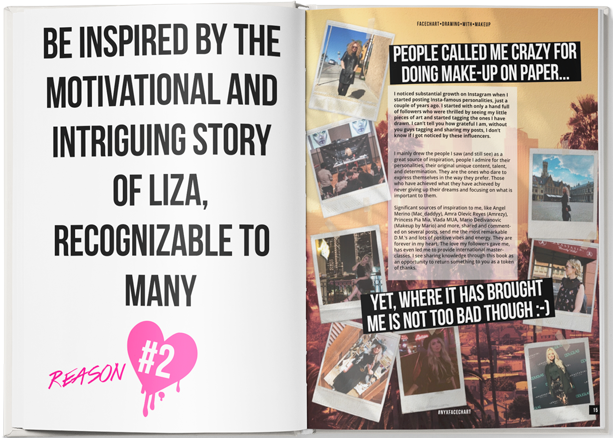 BE INSPIRED BY THE
MOTIVATIONAL AND
INTRIGUING STORY
OF LIZA,
RECOGNIZABLE TO
MANY
REASON #2
FACECHART•DRAWING•WITH•MAKEUP
PEOPLE CALLED ME CRAZY FOR
DOING MAKE-UP ON PAPER...
I noticed substantial growth on Instagram when I
started posting Insta-famous personalities, just a
couple of years ago. I started with only a hand full
of followers who were thrilled by seeing my little
pieces of art and started tagging the ones I have
drawn. I can't tell you how grateful I am, without
you guys tagging and sharing my posts, I don't
know if I got noticed by these influencers.
I mainly drew the people I saw (and still see) as a
great source of inspiration, people I admire for their
personalities, their original unique content, talent,
and determination. They are the ones who dare to
express themselves in the way they prefer. Those
who have achieved what they have achieved by
never giving up their dreams and focusing on what is
important to them.
Significant sources of inspiration to me, like Angel
Merino (Mac_daddyy), Amra Olevic Reyes (Amrezy),
Princess Pia Mia, Vlada MUA, Mario Dedivanovic
(Makeup by Mario) and more, shared and comment-
ed on several posts, send me the most remarkable
D.M.'s and lots of positive vibes and energy. They are
forever in my heart. The love my followers gave me,
has even led me to provide international master-
classes. I see sharing knowledge through this book as
an opportunity to return something to you as a token
of thanks.
YET, WHERE IT HAS BROUGHT
ME IS NOT TOO BAD THOUGH :-)
#NYXFACECHART
15